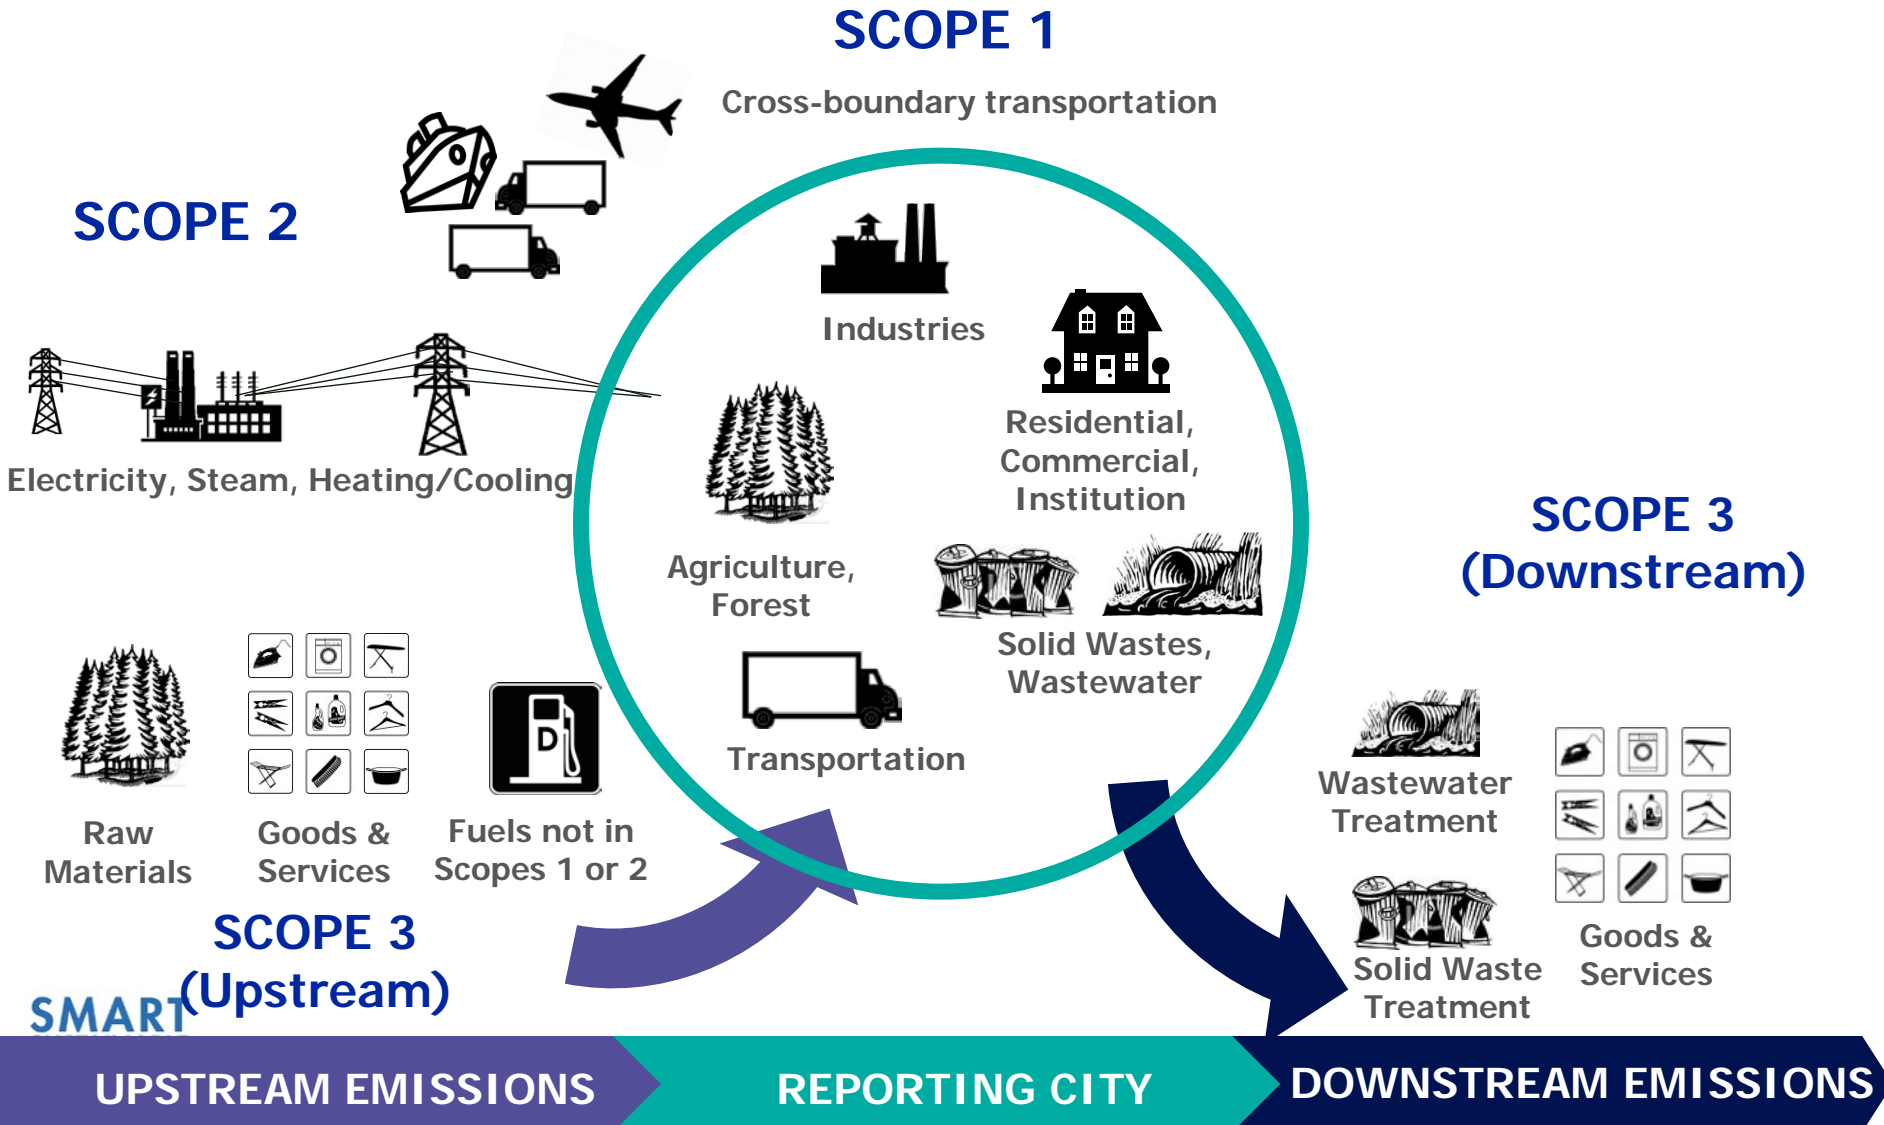 SCOPE 1
Cross-boundary transportation
SCOPE 2
Industries
Electricity, Steam, Heating/Cooling
Residential,
Commercial,
Institution
Agriculture,
Forest
Solid Wastes,
Wastewater
Transportation
SCOPE 3
(Downstream)
Raw
Materials
Goods &
Services
D
Fuels not in
Scopes 1 or 2
SCOPE 3
(Upstream)
Wastewater
Treatment
Solid Waste
Treatment
Goods &
Services
SMART
UPSTREAM EMISSIONS
REPORTING CITY
DOWNSTREAM EMISSIONS